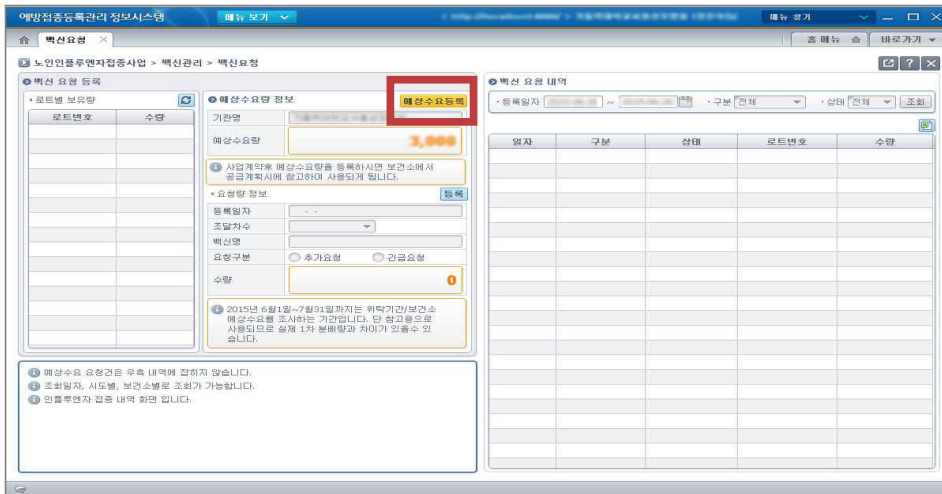 예방접종등록관리 정보시스템
메뉴 보기
메뉴 찾기
백신요청
홈 메뉴
바로가기
노인인플루엔자접종사업 > 백신관리 > 백신요청
백신 요청 등록
로트별 보유량
로트번호 수량
예상수요량 정보
예상수요등록
기관명
예상수요량 3,000
사업계약후 예상수요량을 등록하시면 보건소에서
공급계획시에 참고하여 사용되게 됩니다.
요청량 정보
등록
등록일자 - -
조달차수
백신명
요청구분 추가요청 긴급요청
수량 0
2015년 6월1일~7월31일까지는 위탁기관/보건소
예상수요를 조사하는 기간입니다. 단 참고용으로
사용되므로 실제 1차 분배량과 차이가 있을수 있
습니다.
예상수요 요청건은 우측 내역에 잡히지 않습니다.
조회일자, 시도별, 보건소별로 조회가 가능합니다.
인플루엔자 접종 내역 화면 입니다.
백신 요청 내역
등록일자 ~ 구분 전체 상태 전체 조회
일자 구분 상태 로트번호 수량